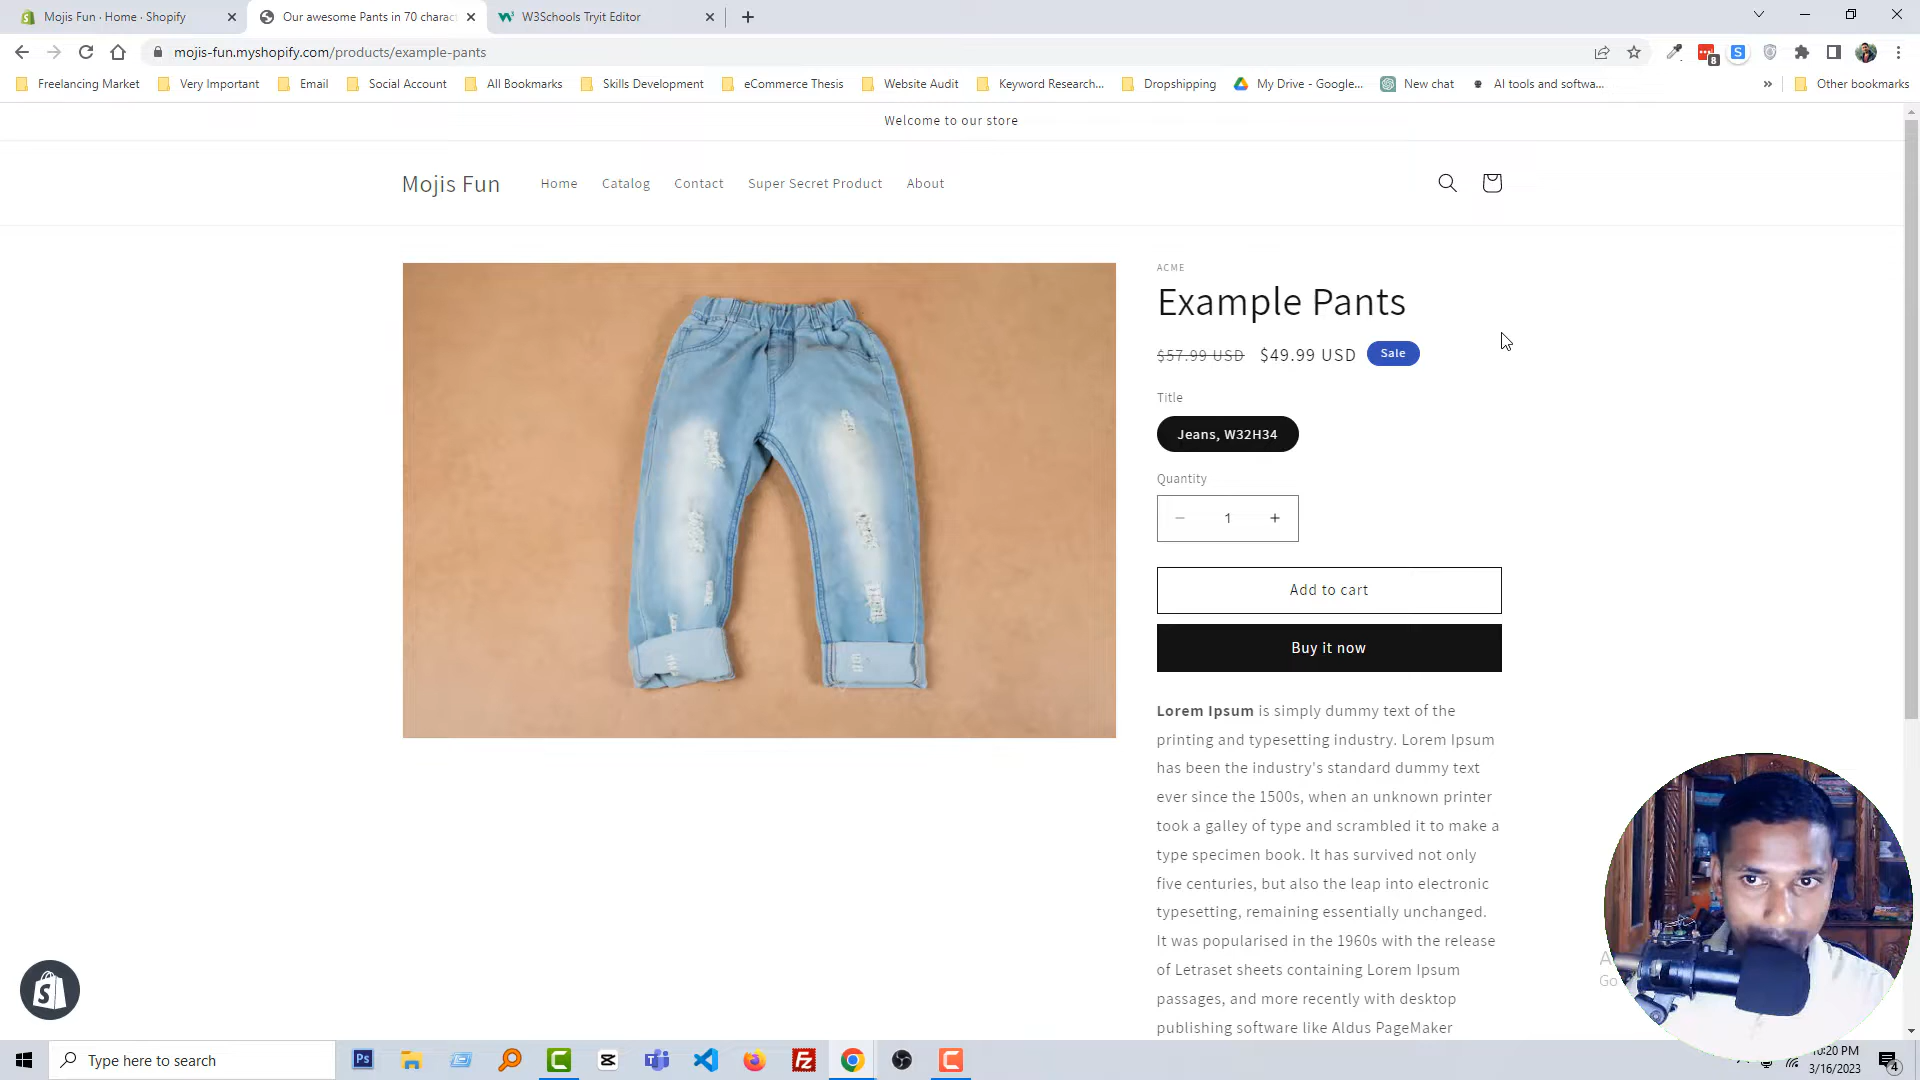 Mojis Fun · Home · Shopify
Our awesome Pants in 70 charac
W3Schools Tryit Editor
mojis-fun.myshopify.com/products/example-pants
8
Freelancing Market
Very Important
Email
Social Account
All Bookmarks
Skills Development
eCommerce Thesis
Website Audit
Keyword Research...
Dropshipping
My Drive - Google...
New chat
AI tools and softwa...
»
Other bookmarks
Welcome to our store
Mojis Fun
Home
Catalog
Contact
Super Secret Product
About
ACME
Example Pants
$57.99 USD $49.99 USD Sale
Title
Jeans, W32H34
Quantity
− 1 +
Add to cart
Buy it now
Lorem Ipsum is simply dummy text of the
printing and typesetting industry. Lorem Ipsum
has been the industry's standard dummy text
ever since the 1500s, when an unknown printer
took a galley of type and scrambled it to make a
type specimen book. It has survived not only
five centuries, but also the leap into electronic
typesetting, remaining essentially unchanged.
It was popularised in the 1960s with the release
of Letraset sheets containing Lorem Ipsum
passages, and more recently with desktop
publishing software like Aldus PageMaker
Go
Type here to search
10:20 PM
3/16/2023
4